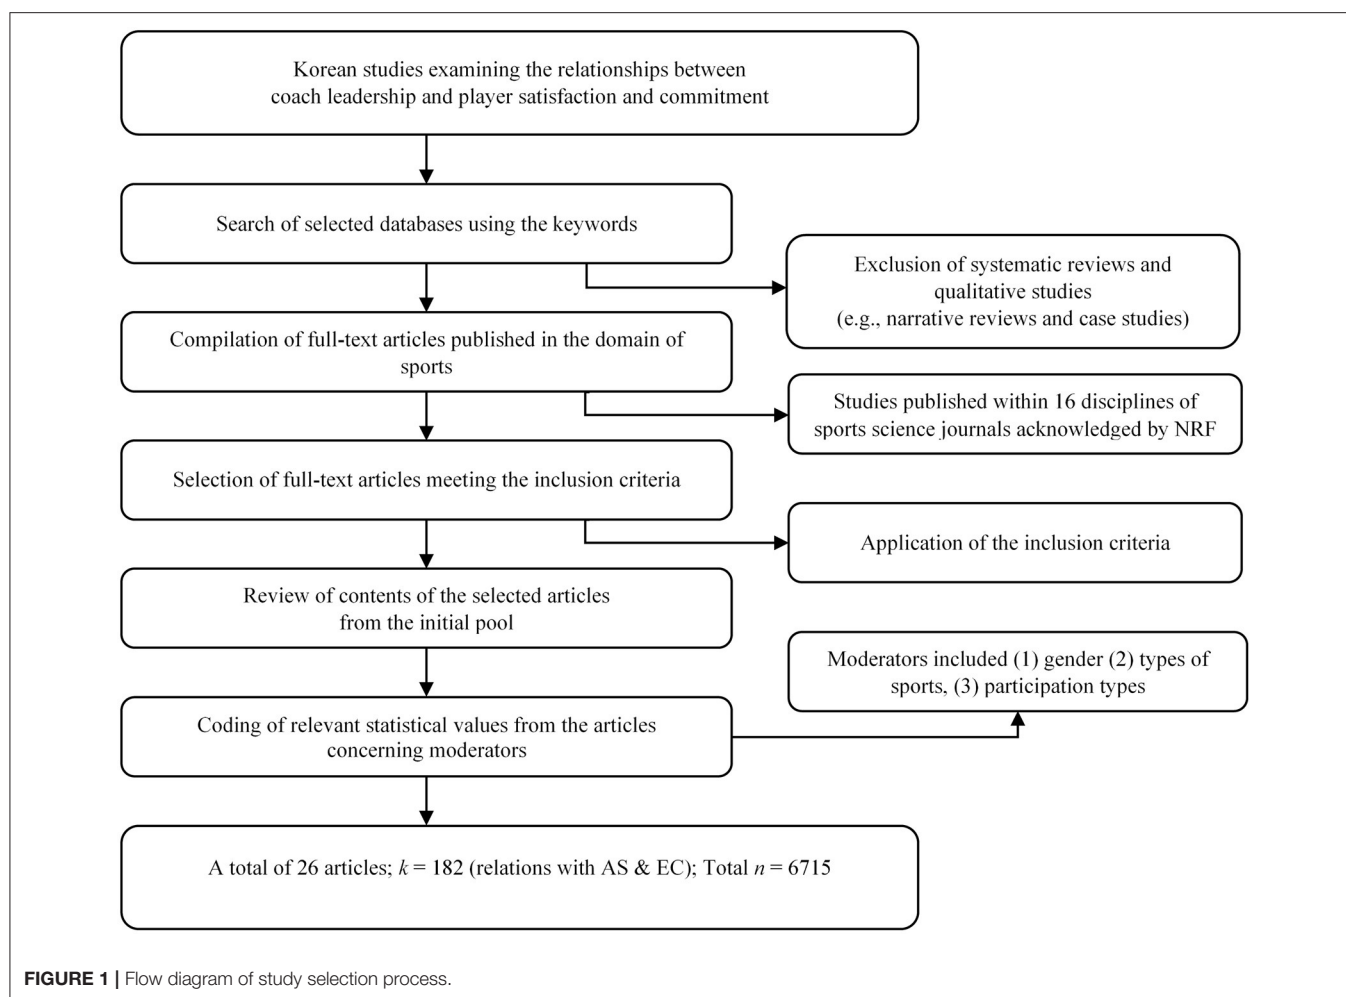 Korean studies examining the relationships between
coach leadership and player satisfaction and commitment
Search of selected databases using the keywords
Exclusion of systematic reviews and
qualitative studies
(e.g., narrative reviews and case studies)
Compilation of full-text articles published in the domain of
sports
Studies published within 16 disciplines of
sports science journals acknowledged by NRF
Selection of full-text articles meeting the inclusion criteria
Application of the inclusion criteria
Review of contents of the selected articles
from the initial pool
Moderators included (1) gender (2) types of
sports, (3) participation types
Coding of relevant statistical values from the articles
concerning moderators
A total of 26 articles; k = 182 (relations with AS & EC); Total n = 6715
FIGURE 1 | Flow diagram of study selection process.